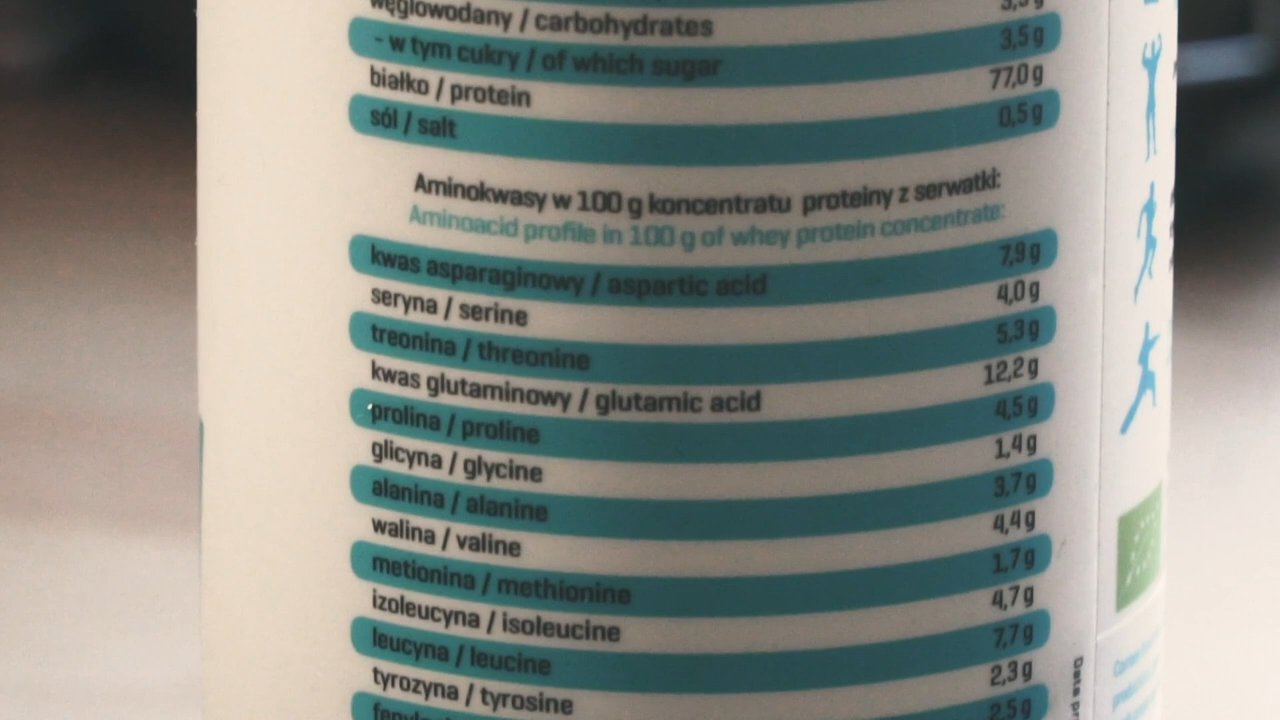 węglowodany / carbohydrates 3,5 g
- w tym cukry / of which sugar 3,5 g
białko / protein 77,0 g
sól / salt 0,5 g
Aminokwasy w 100 g koncentratu proteiny z serwatki:
Aminoacid profile in 100 g of whey protein concentrate:
kwas asparaginowy / aspartic acid 7,9 g
seryna / serine 4,0 g
treonina / threonine 5,3 g
kwas glutaminowy / glutamic acid 12,2 g
prolina / proline 4,5 g
glicyna / glycine 1,4 g
alanina / alanine 3,7 g
walina / valine 4,4 g
metionina / methionine 1,7 g
izoleucyna / isoleucine 4,7 g
leucyna / leucine 7,7 g
tyrozyna / tyrosine 2,3 g
2,5 g
Data pr